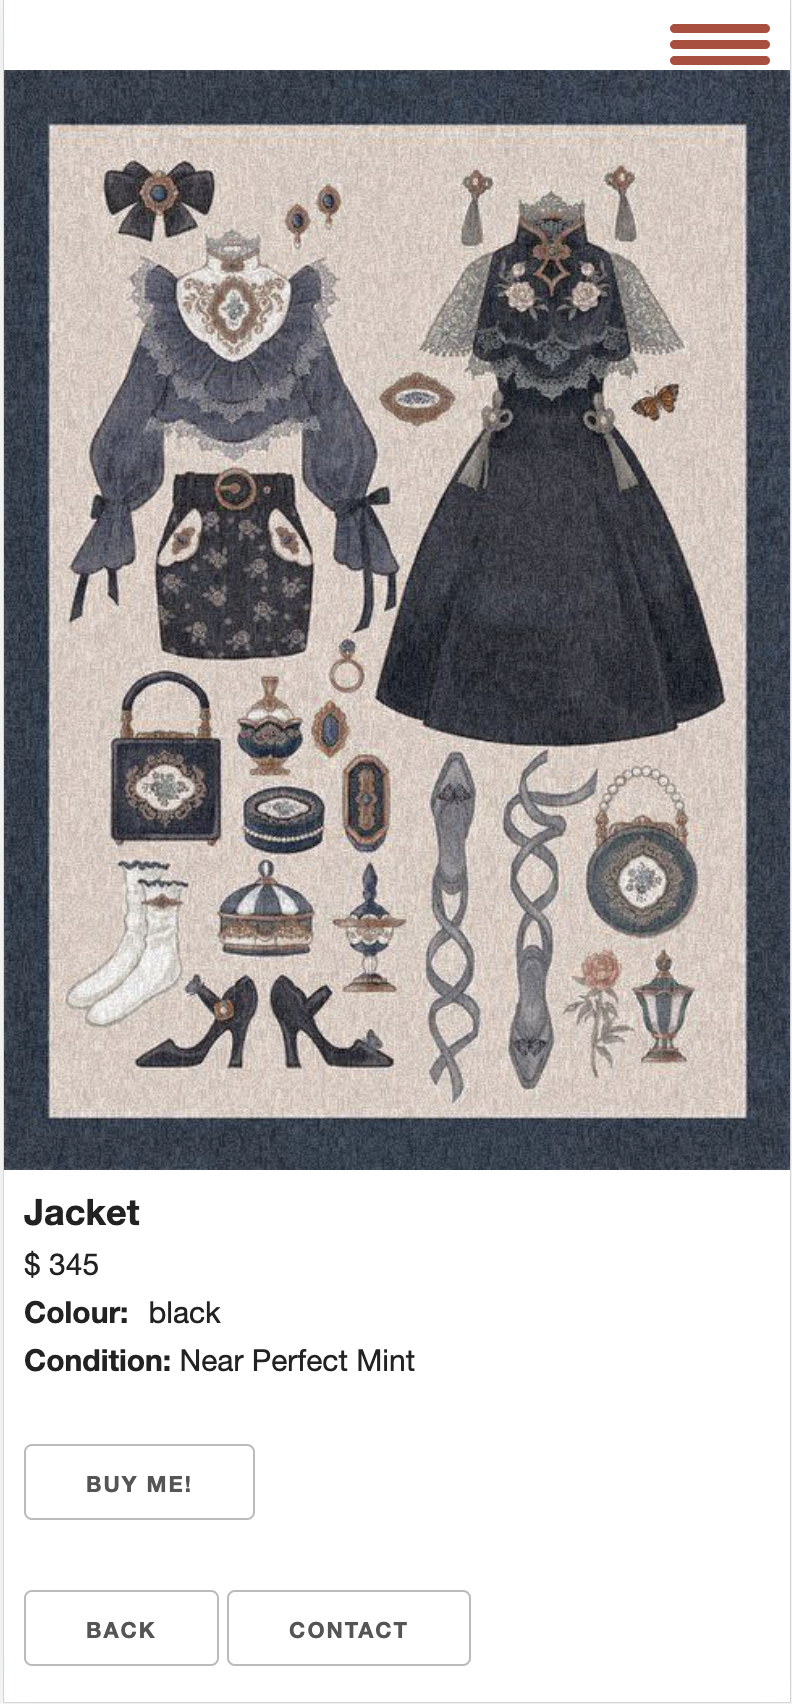 Jacket
$ 345
Colour: black
Condition: Near Perfect Mint
BUY ME!
BACK CONTACT